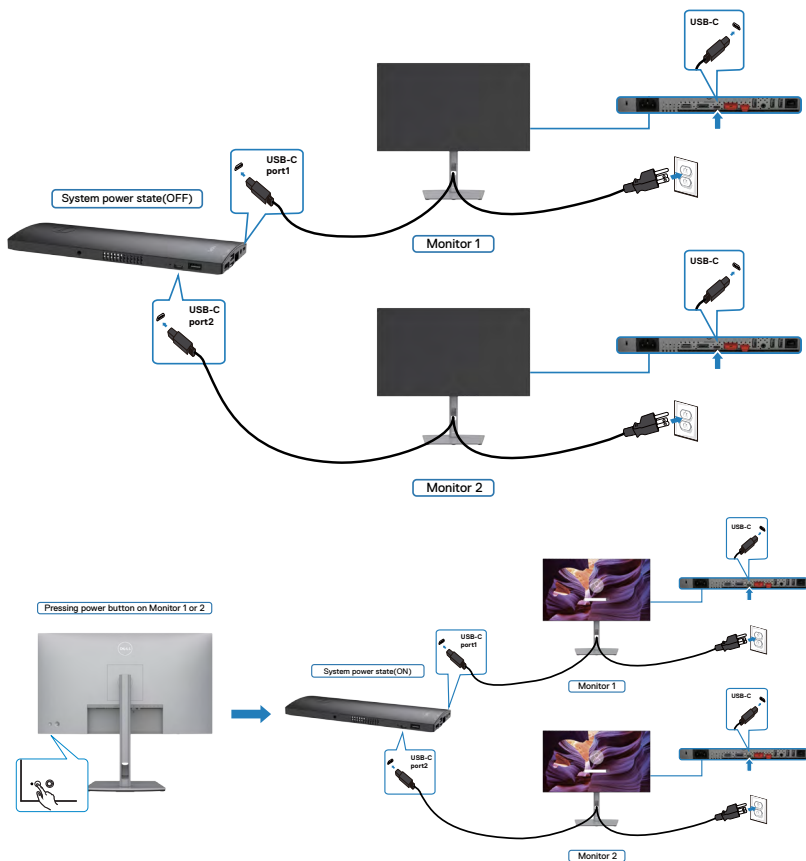 USB-C
USB-C
port1
System power state(OFF)
Monitor 1
USB-C
USB-C
port2
Monitor 2
USB-C
Pressing power button on Monitor 1 or 2
DELL
USB-C
port1
System power state(ON)
Monitor 1
USB-C
USB-C
port2
Monitor 2